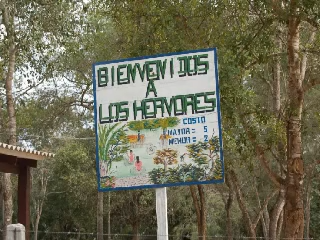 BIENVENIDOS
A
LOS HERVORES
COSTO
MAYOR = 5
MENOR = 2